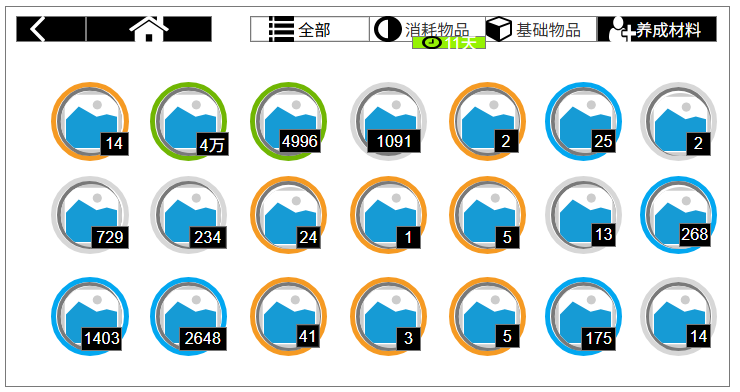 全部 消耗物品 基础物品 养成材料
11天
14 4万 4996 1091 2 25 2
729 234 24 1 5 13 268
1403 2648 41 3 5 175 14